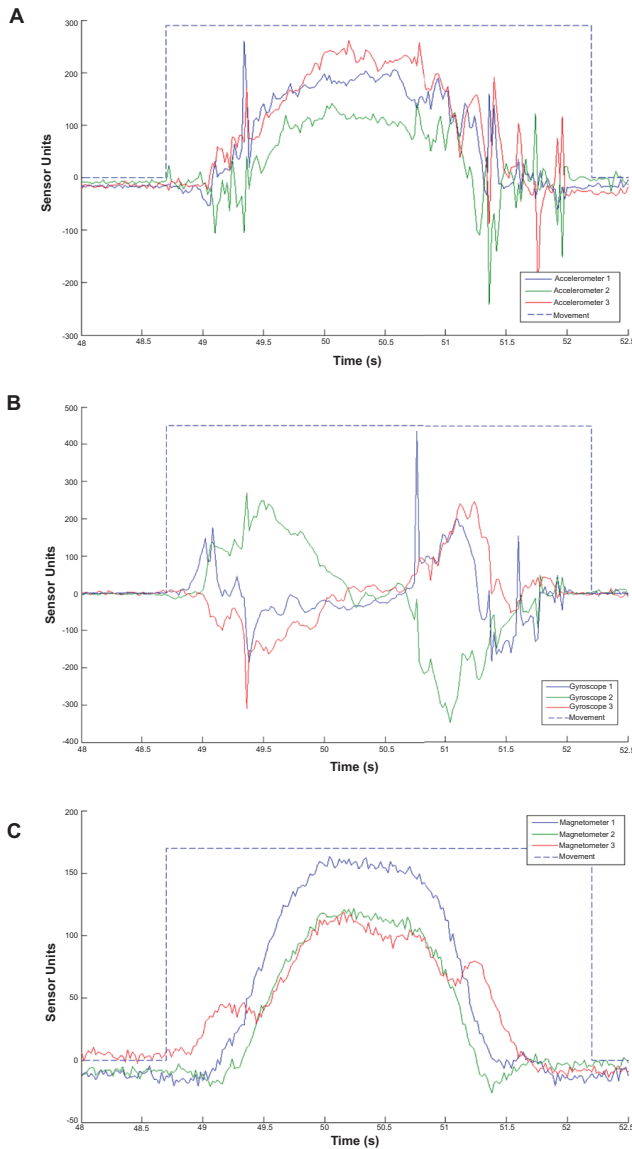 A
300
200
100
0
-100
-200
-300
Sensor Units
Accelerometer 1
Accelerometer 2
Accelerometer 3
Movement
48 48.5 49 49.5 50 50.5 51 51.5 52 52.5
Time (s)
B
500
400
300
200
100
0
-100
-200
-300
-400
Sensor Units
Gyroscope 1
Gyroscope 2
Gyroscope 3
Movement
48 48.5 49 49.5 50 50.5 51 51.5 52 52.5
Time (s)
C
200
150
100
50
0
-50
Sensor Units
Magnetometer 1
Magnetometer 2
Magnetometer 3
Movement
48 48.5 49 49.5 50 50.5 51 51.5 52 52.5
Time (s)